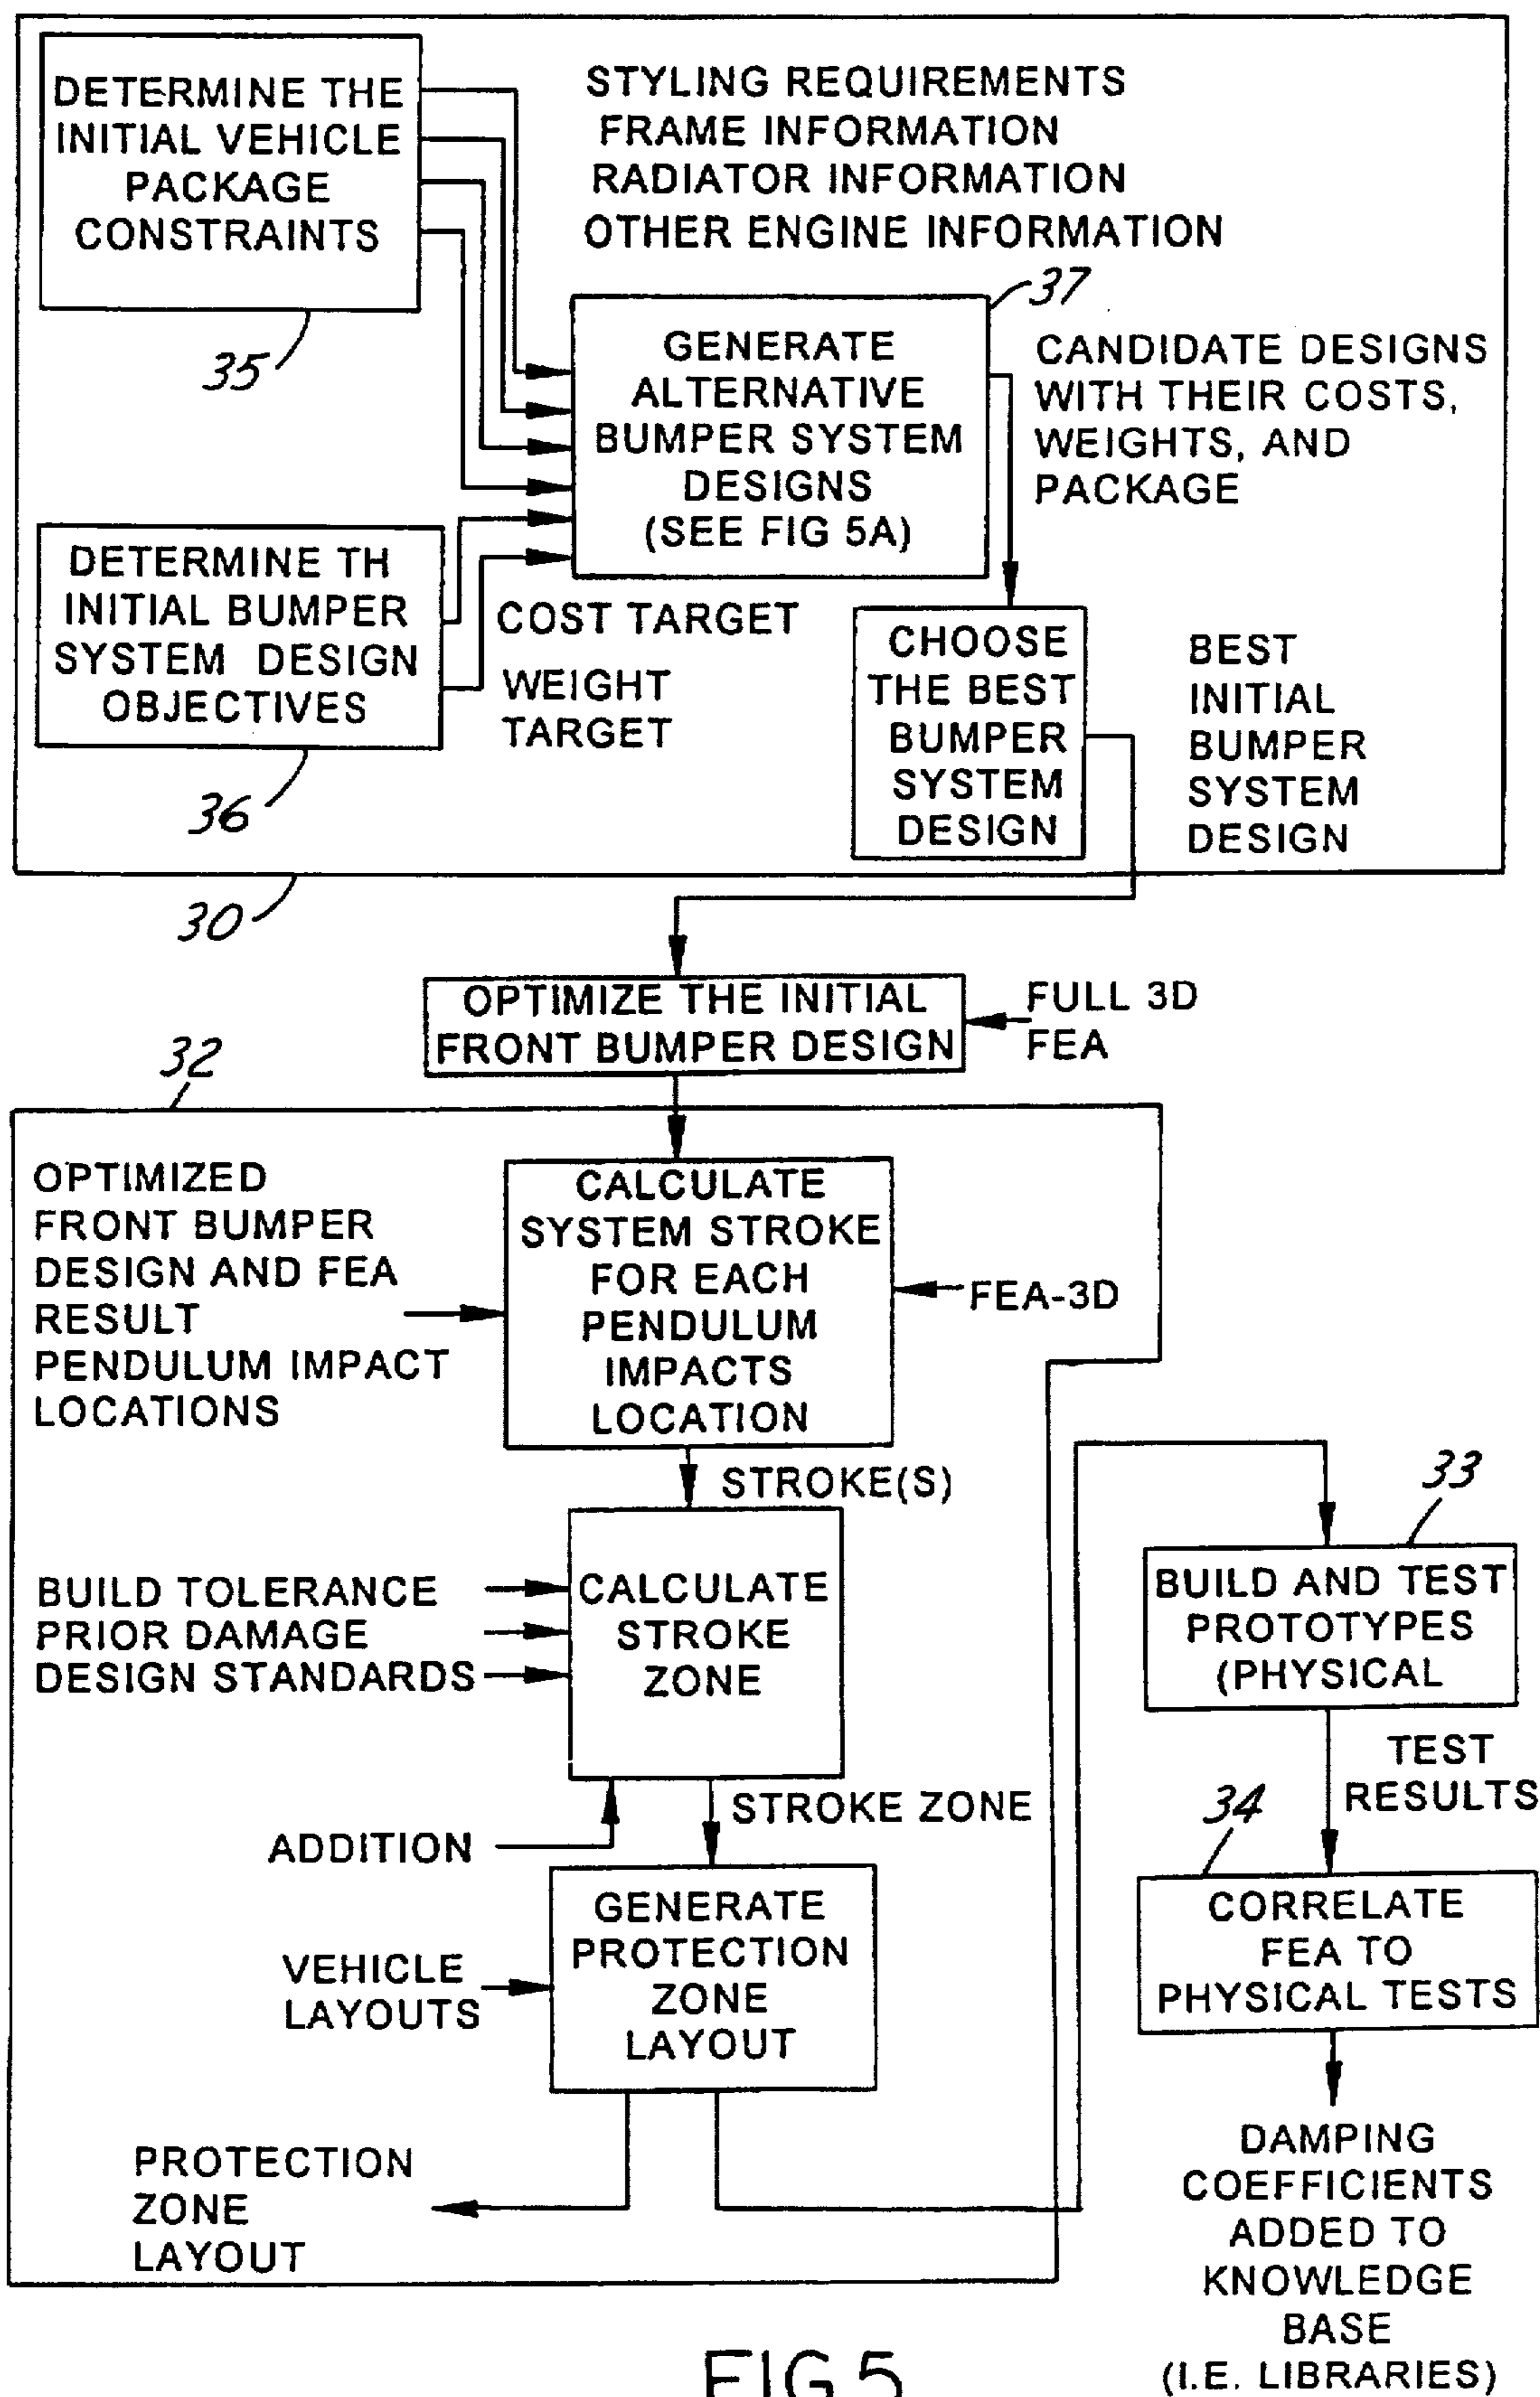 DETERMINE THE
INITIAL VEHICLE
PACKAGE
CONSTRAINTS
35
STYLING REQUIREMENTS
FRAME INFORMATION
RADIATOR INFORMATION
OTHER ENGINE INFORMATION
37
GENERATE
ALTERNATIVE
BUMPER SYSTEM
DESIGNS
(SEE FIG 5A)
CANDIDATE DESIGNS
WITH THEIR COSTS,
WEIGHTS, AND
PACKAGE
DETERMINE TH
INITIAL BUMPER
SYSTEM DESIGN
OBJECTIVES
36
COST TARGET
WEIGHT
TARGET
CHOOSE
THE BEST
BUMPER
SYSTEM
DESIGN
BEST
INITIAL
BUMPER
SYSTEM
DESIGN
30
OPTIMIZE THE INITIAL
FRONT BUMPER DESIGN
FULL 3D
FEA
32
OPTIMIZED
FRONT BUMPER
DESIGN AND FEA
RESULT
PENDULUM IMPACT
LOCATIONS
CALCULATE
SYSTEM STROKE
FOR EACH
PENDULUM
IMPACTS
LOCATION
FEA-3D
STROKE(S)
BUILD TOLERANCE
PRIOR DAMAGE
DESIGN STANDARDS
CALCULATE
STROKE
ZONE
ADDITION
STROKE ZONE
VEHICLE
LAYOUTS
GENERATE
PROTECTION
ZONE
LAYOUT
PROTECTION
ZONE
LAYOUT
33
BUILD AND TEST
PROTOTYPES
(PHYSICAL
TEST
RESULTS
34
CORRELATE
FEA TO
PHYSICAL TESTS
DAMPING
COEFFICIENTS
ADDED TO
KNOWLEDGE
BASE
(I.E. LIBRARIES)
FIG 5